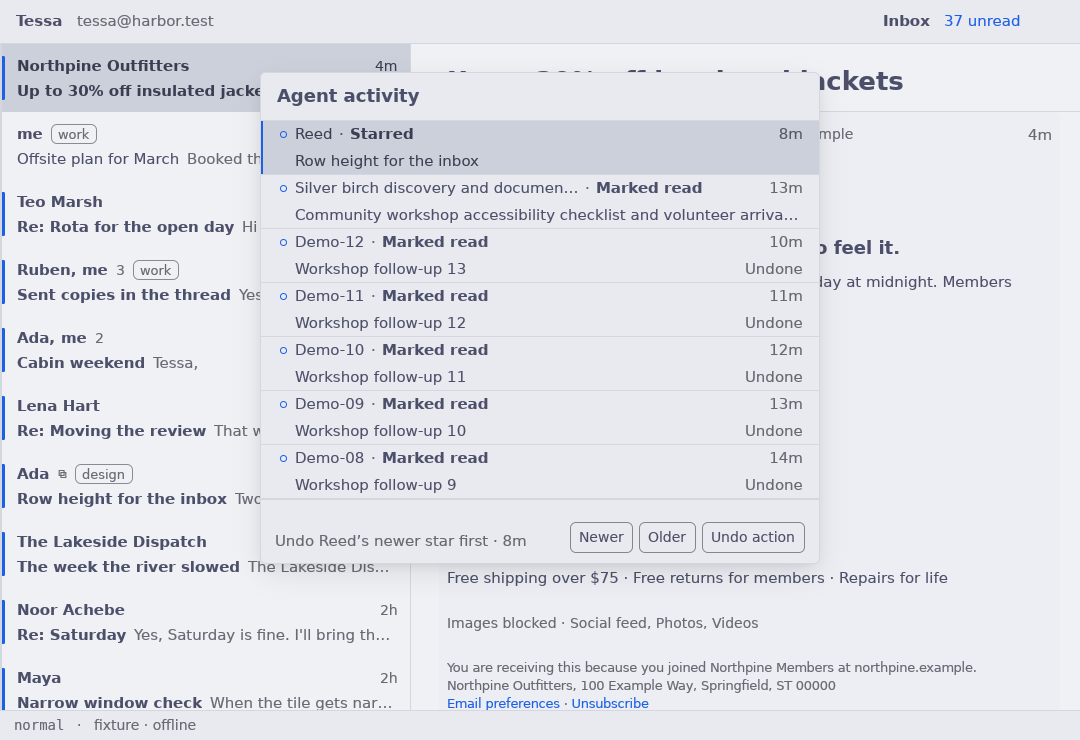 Tessa tessa@harbor.test Inbox 37 unread
Northpine Outfitters 4m
Up to 30% off insulated jacke
me work
Offsite plan for March Booked th
Teo Marsh
Re: Rota for the open day Hi
Ruben, me 3 work
Sent copies in the thread Yes
Ada, me 2
Cabin weekend Tessa,
Lena Hart
Re: Moving the review That w
Ada design
Row height for the inbox Two
The Lakeside Dispatch
The week the river slowed The Lakeside Dis…
Noor Achebe 2h
Re: Saturday Yes, Saturday is fine. I'll bring th…
Maya 2h
Narrow window check When the tile gets nar…
Agent activity
Reed · Starred 8m
Row height for the inbox
Silver birch discovery and documen… · Marked read 13m
Community workshop accessibility checklist and volunteer arriva…
Demo-12 · Marked read 10m
Workshop follow-up 13 Undone
Demo-11 · Marked read 11m
Workshop follow-up 12 Undone
Demo-10 · Marked read 12m
Workshop follow-up 11 Undone
Demo-09 · Marked read 13m
Workshop follow-up 10 Undone
Demo-08 · Marked read 14m
Workshop follow-up 9 Undone
Undo Reed’s newer star first · 8m Newer Older Undo action
ckets
mple 4m
o feel it.
day at midnight. Members
Free shipping over $75 · Free returns for members · Repairs for life
Images blocked · Social feed, Photos, Videos
You are receiving this because you joined Northpine Members at northpine.example.
Northpine Outfitters, 100 Example Way, Springfield, ST 00000
Email preferences · Unsubscribe
normal · fixture · offline